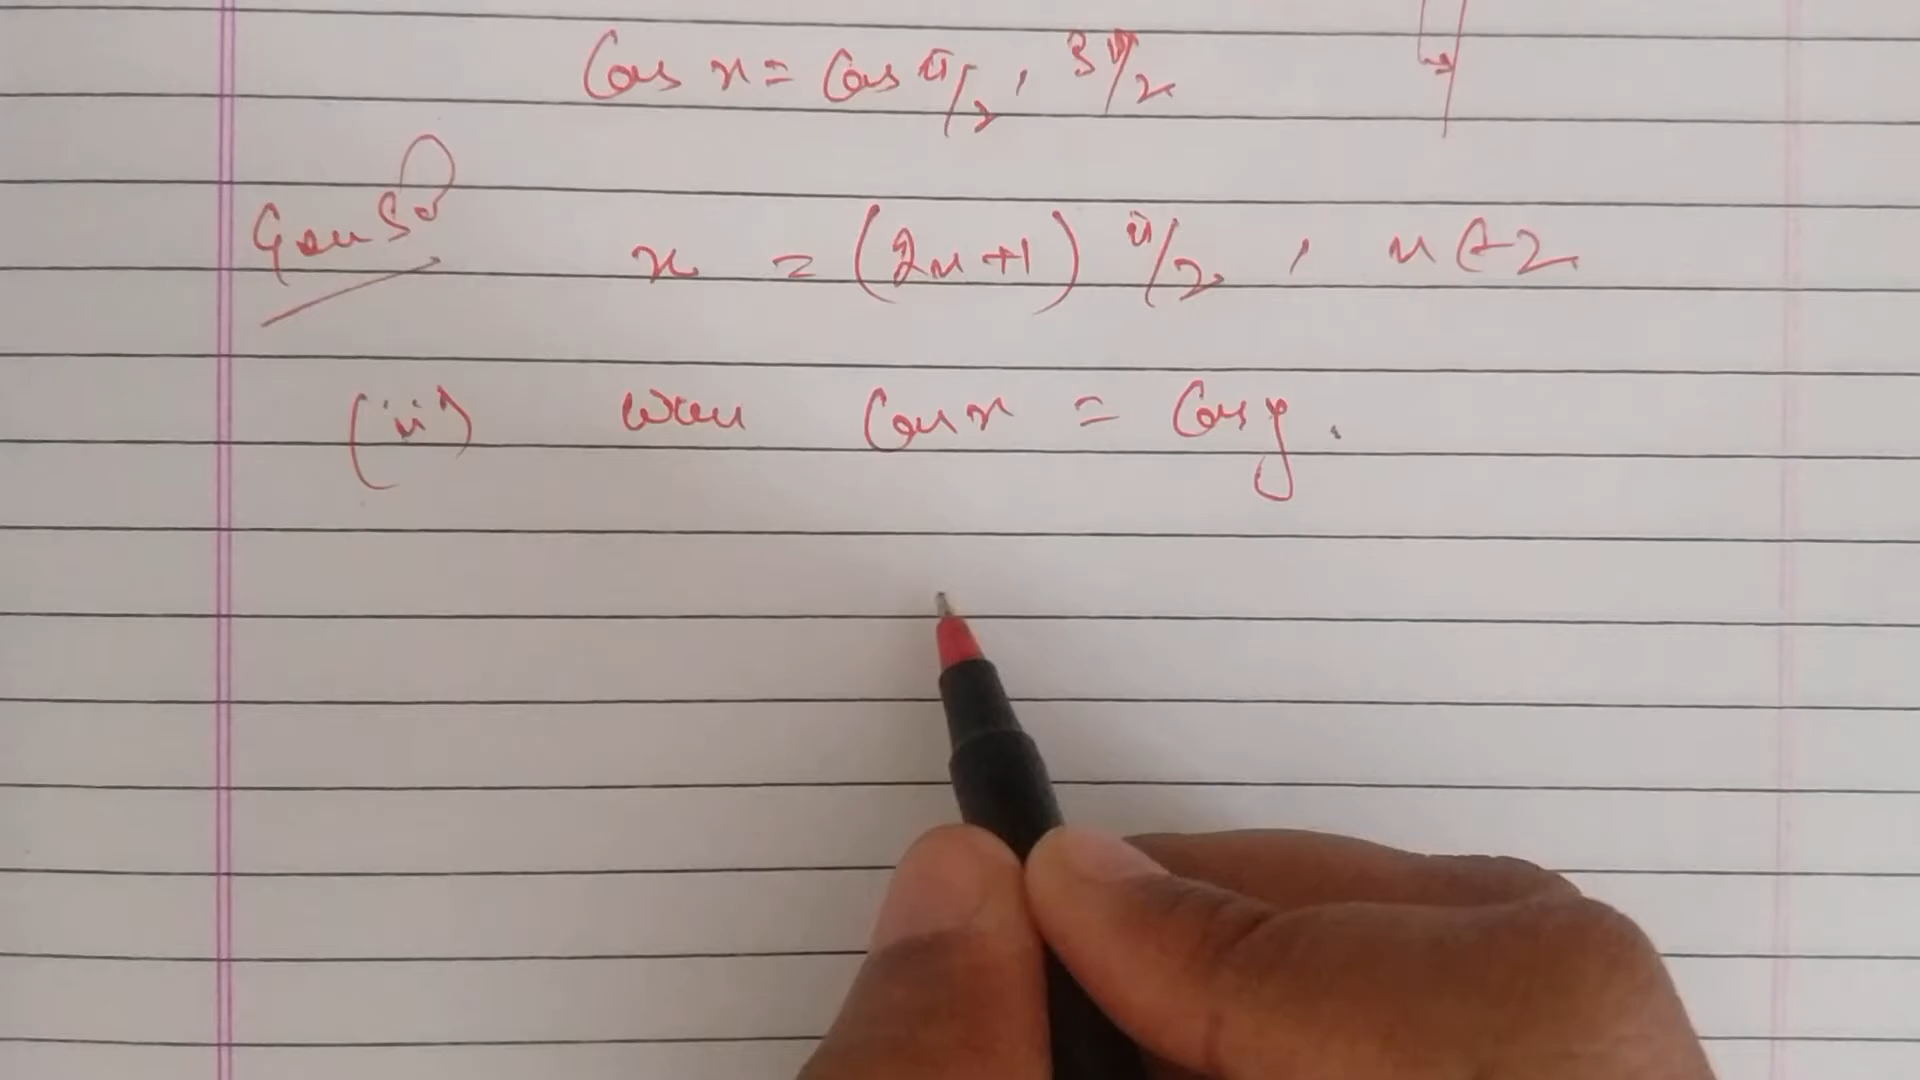 Cos x = Cos π/2, 3π/2
Gen Sol
x = (2n+1) π/2, n ∈ Z
(ii) when Cos x = Cos y.